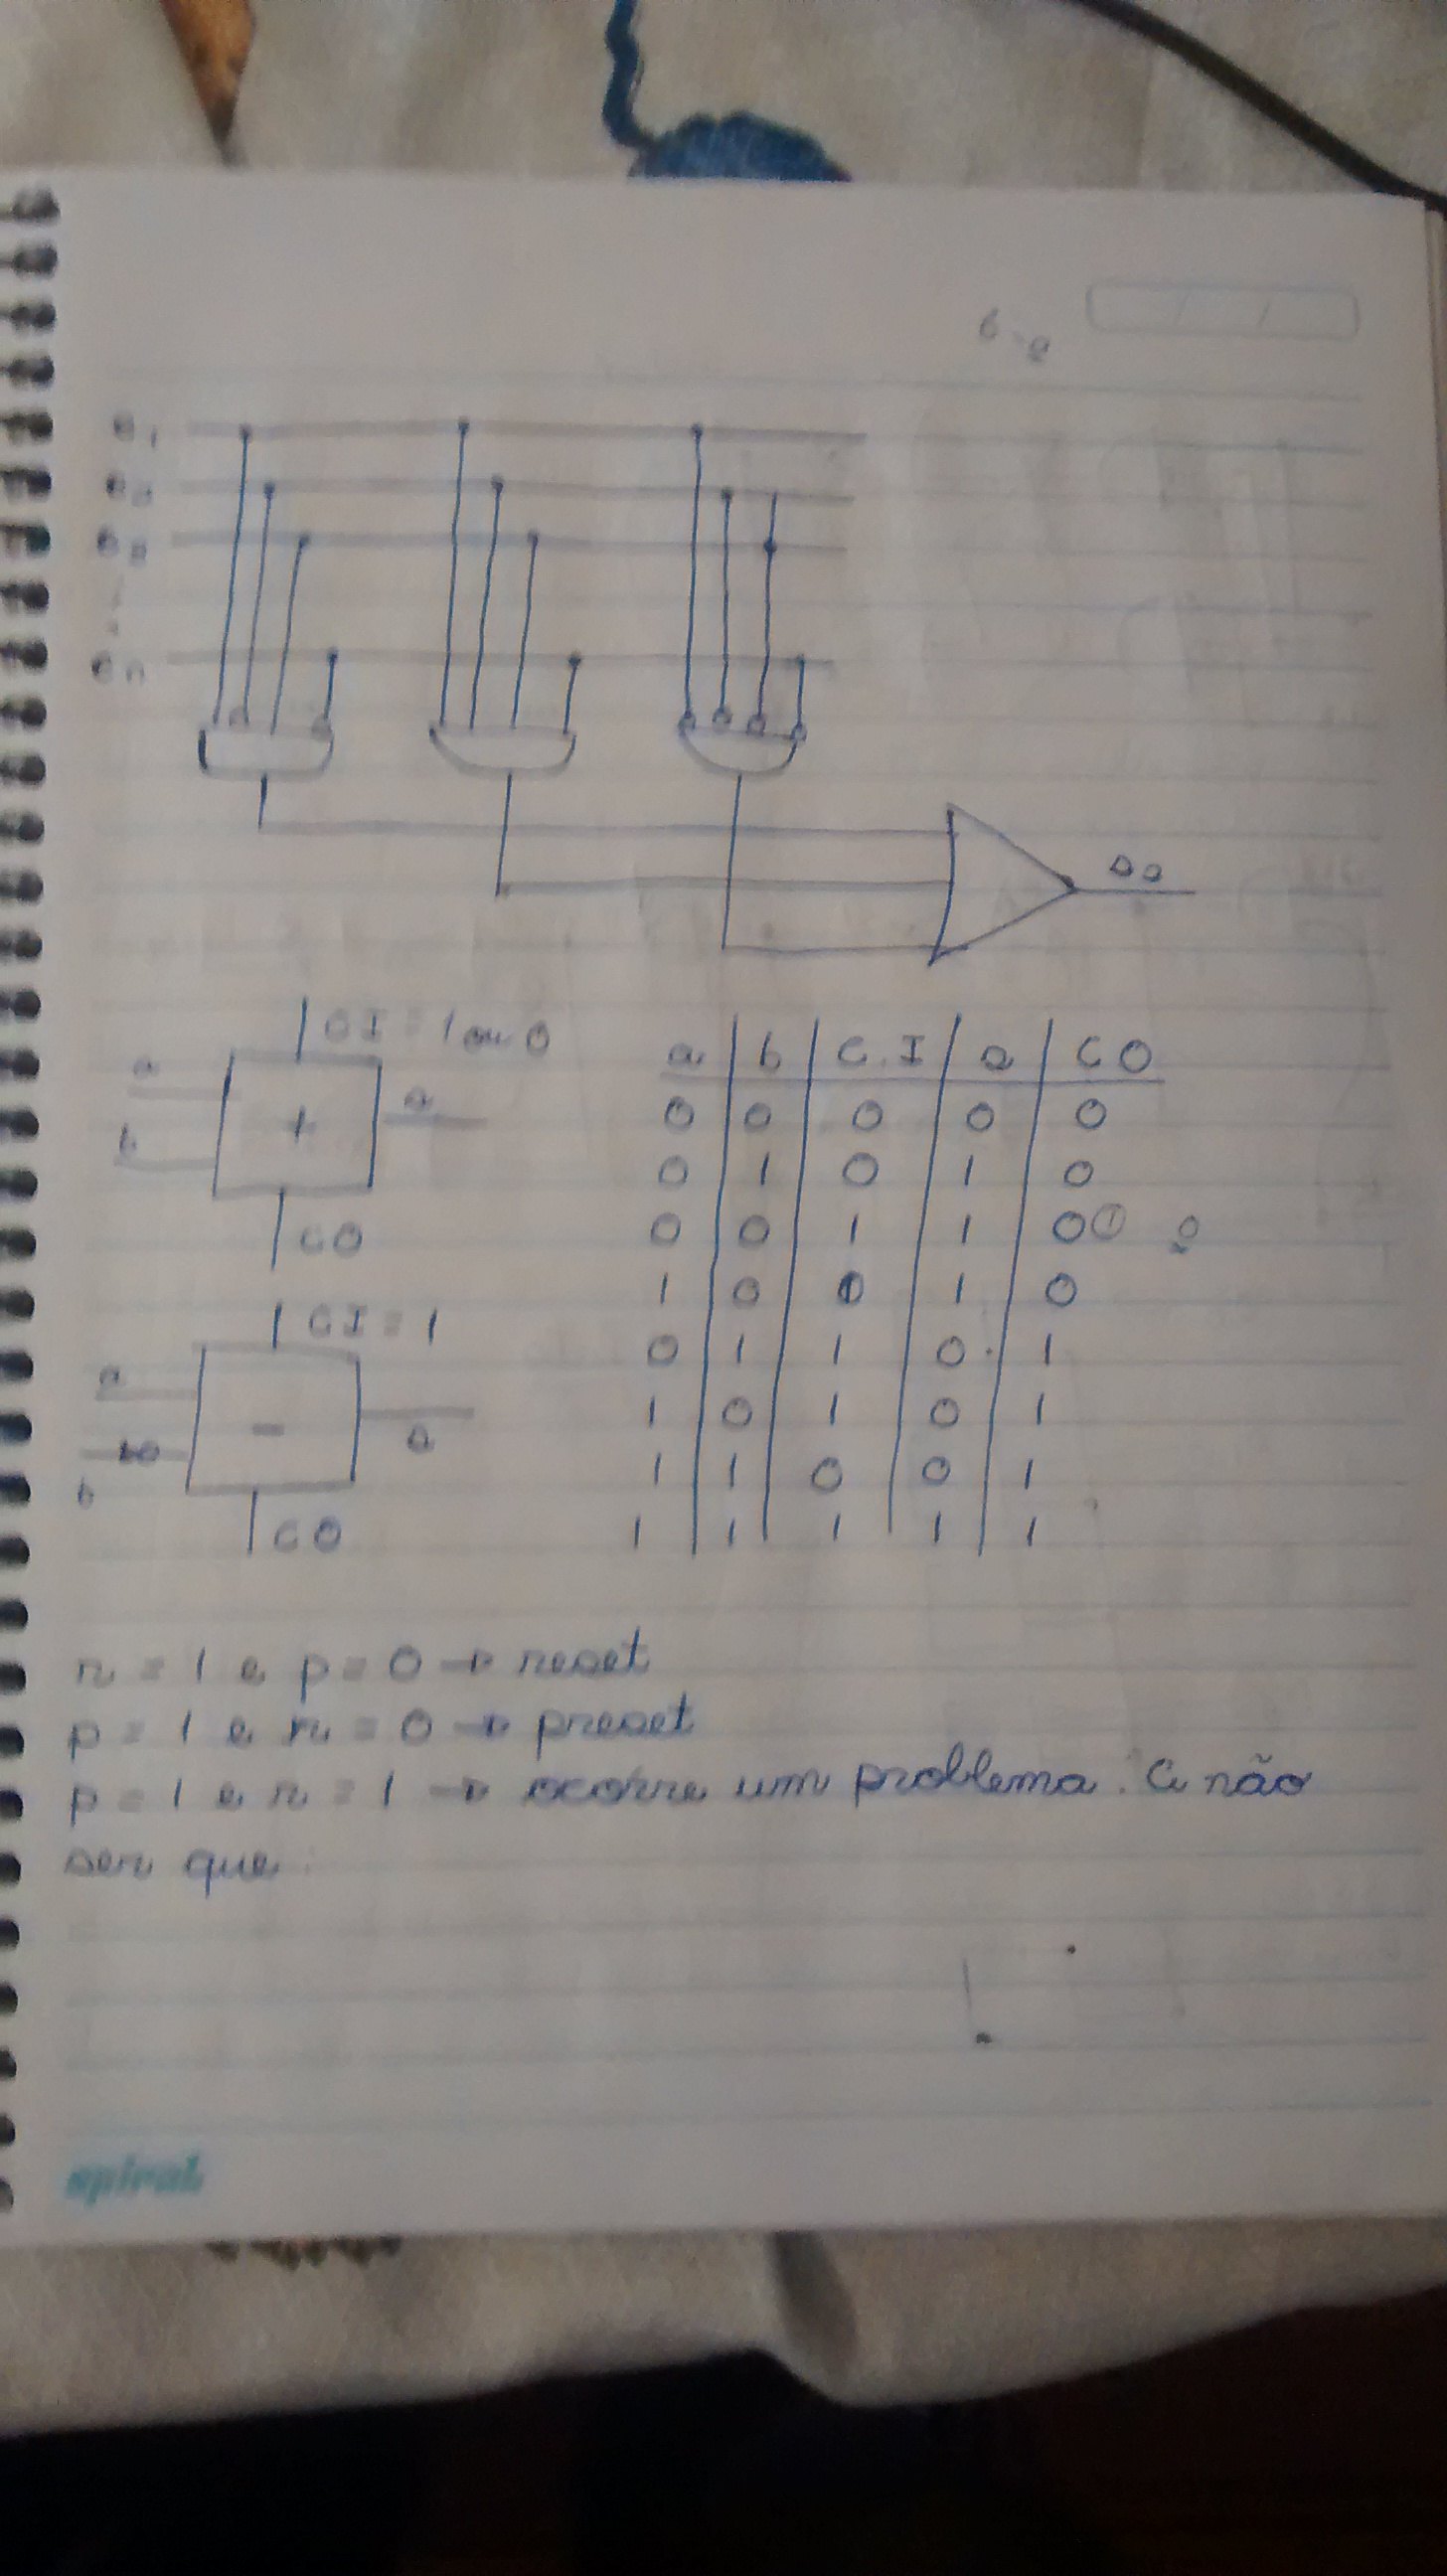 e1
e2
e3
en
s0
CI = 1 ou 0
a
b
+
s
CO
CI = 1
a
b
-
s
CO
a b C.I s CO
0 0 0 0 0
0 1 0 1 0
0 0 1 1 0 1
1 0 0 1 0
0 1 1 0 1
1 0 1 0 1
1 1 0 0 1
1 1 1 1 1
r = 1 e p = 0 → reset
p = 1 e r = 0 → preset
p = 1 e r = 1 → ocorre um problema. A não
ser que:
spiral